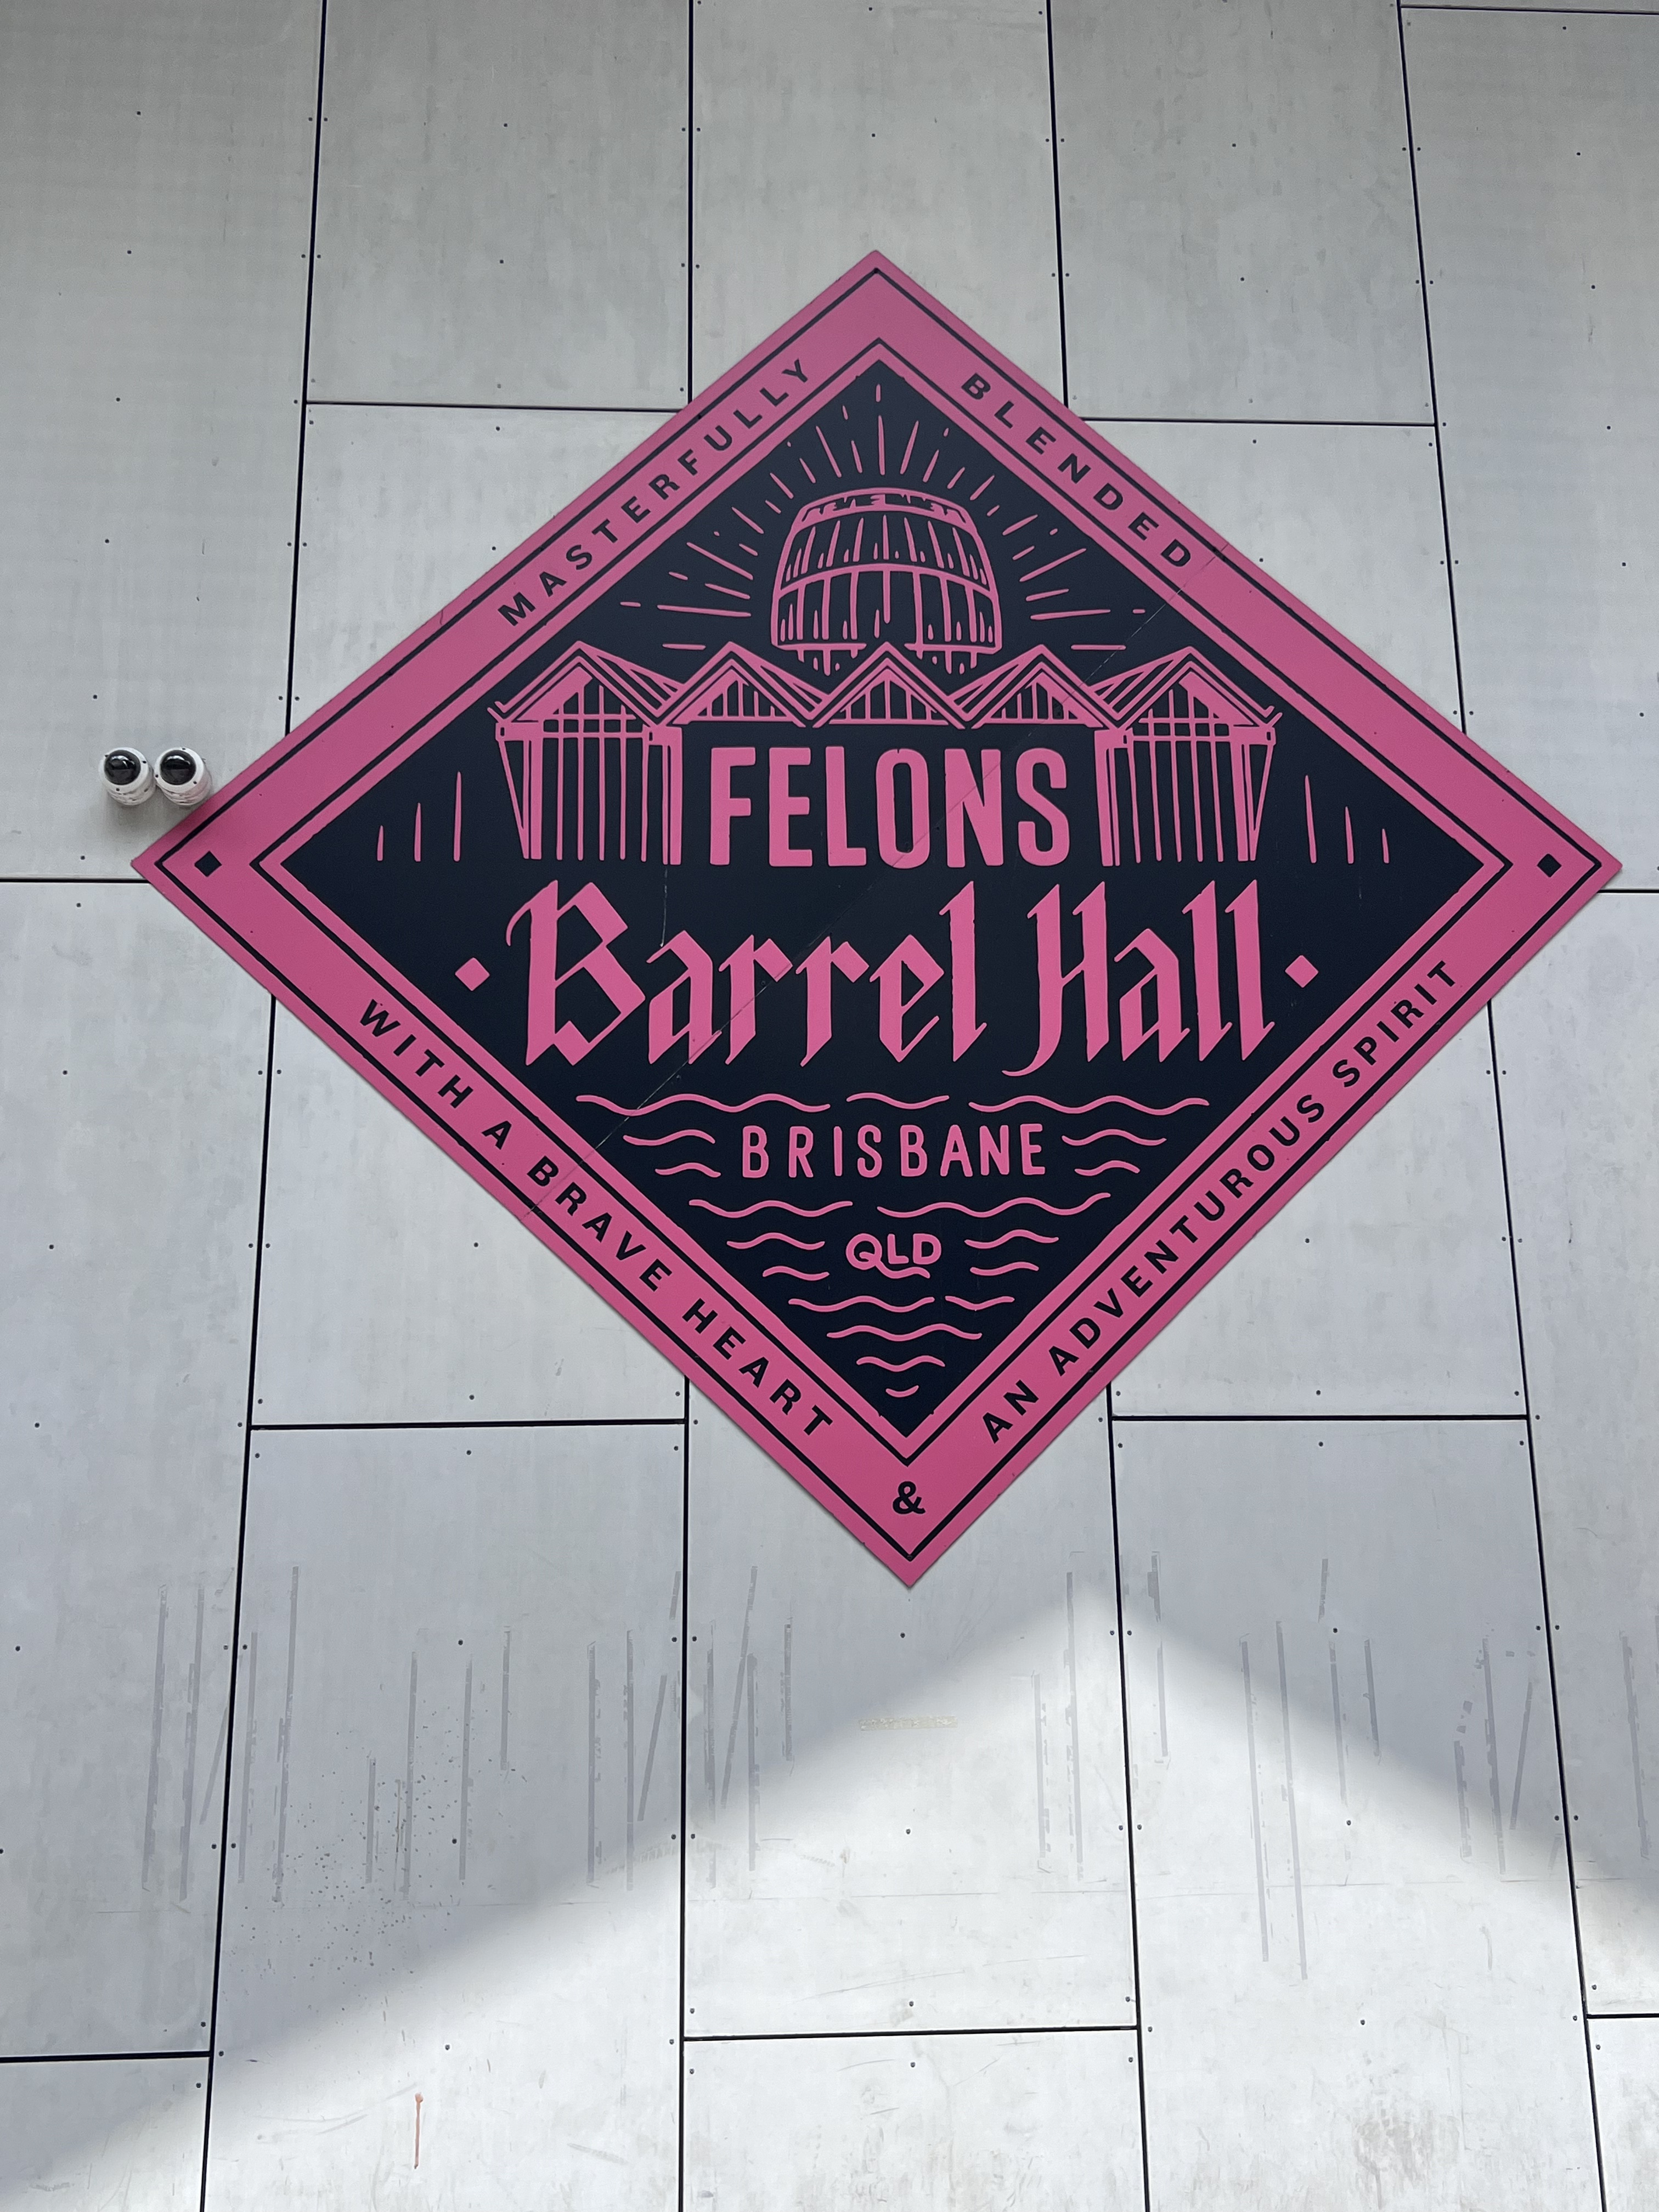 MASTERFULLY
BLENDED
FELONS
Barrel Hall
BRISBANE
QLD
WITH A BRAVE HEART
&
AN ADVENTUROUS SPIRIT